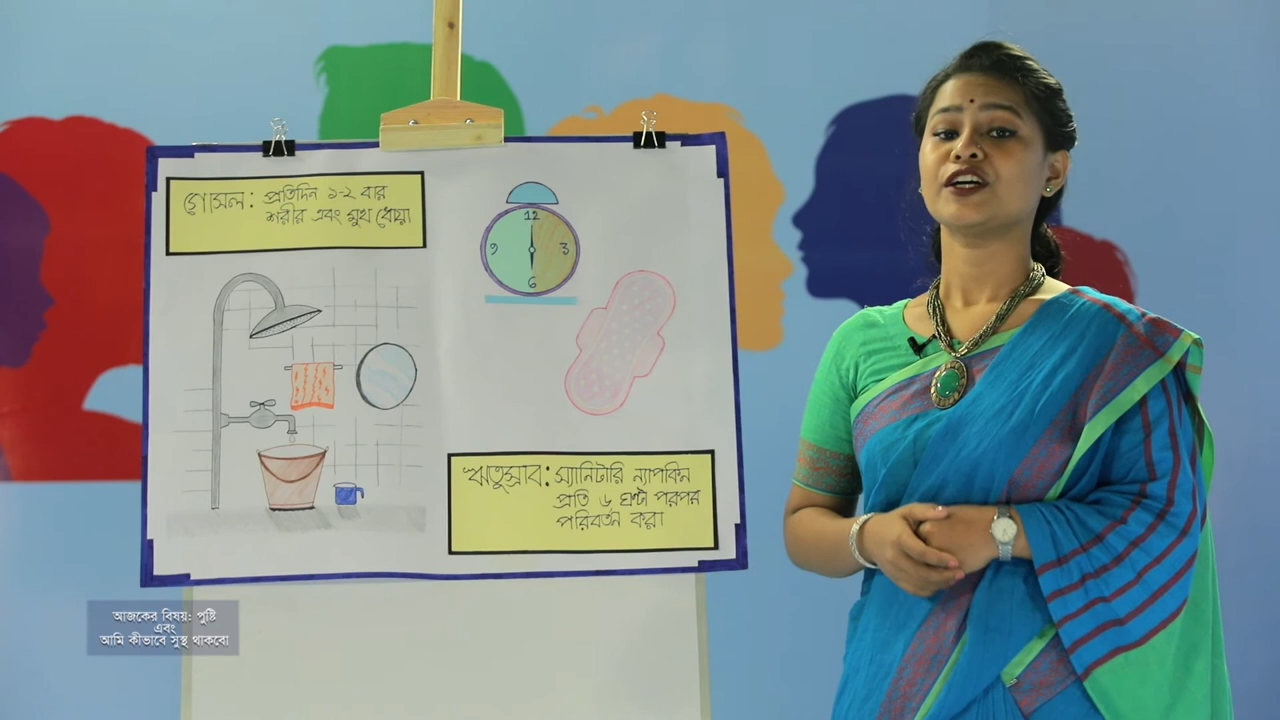 গোসল: প্রতিদিন ১-২ বার
শরীর এবং মুখ ধোয়া
12
9 3
6
ঋতুস্রাব: স্যানিটারি ন্যাপকিন
প্রতি ৬ ঘণ্টা পরপর
পরিবর্তন করা
আজকের বিষয়: পুষ্টি
এবং
আমি কীভাবে সুস্থ থাকবো